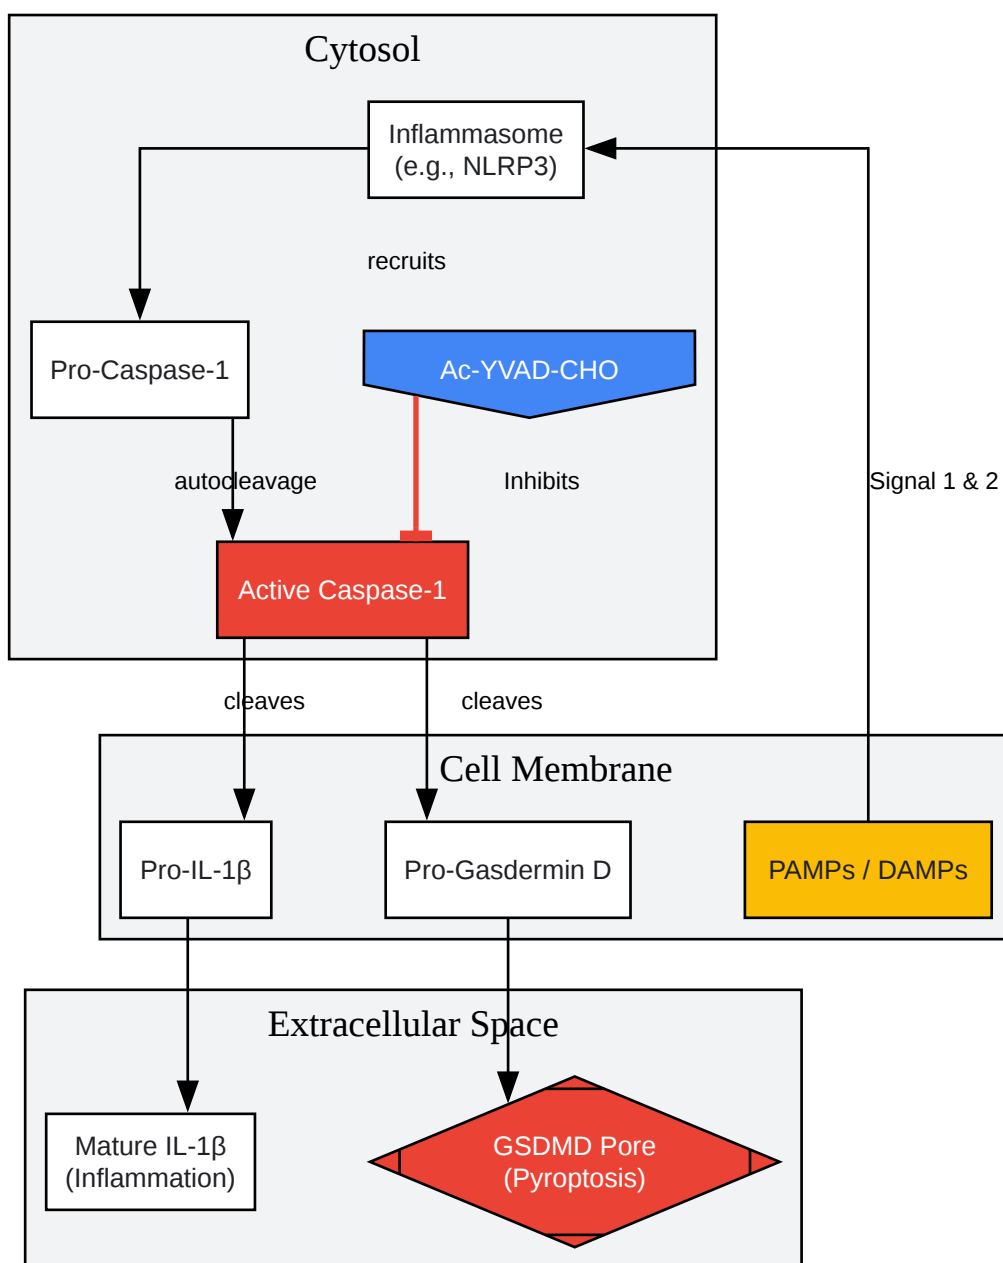 Cytosol
Inflammasome
(e.g., NLRP3)
recruits
Pro-Caspase-1
Ac-YVAD-CHO
autocleavage
Inhibits
Signal 1 & 2
Active Caspase-1
cleaves
cleaves
Cell Membrane
Pro-IL-1β
Pro-Gasdermin D
PAMPs / DAMPs
Extracellular Space
Mature IL-1β
(Inflammation)
GSDMD Pore
(Pyroptosis)